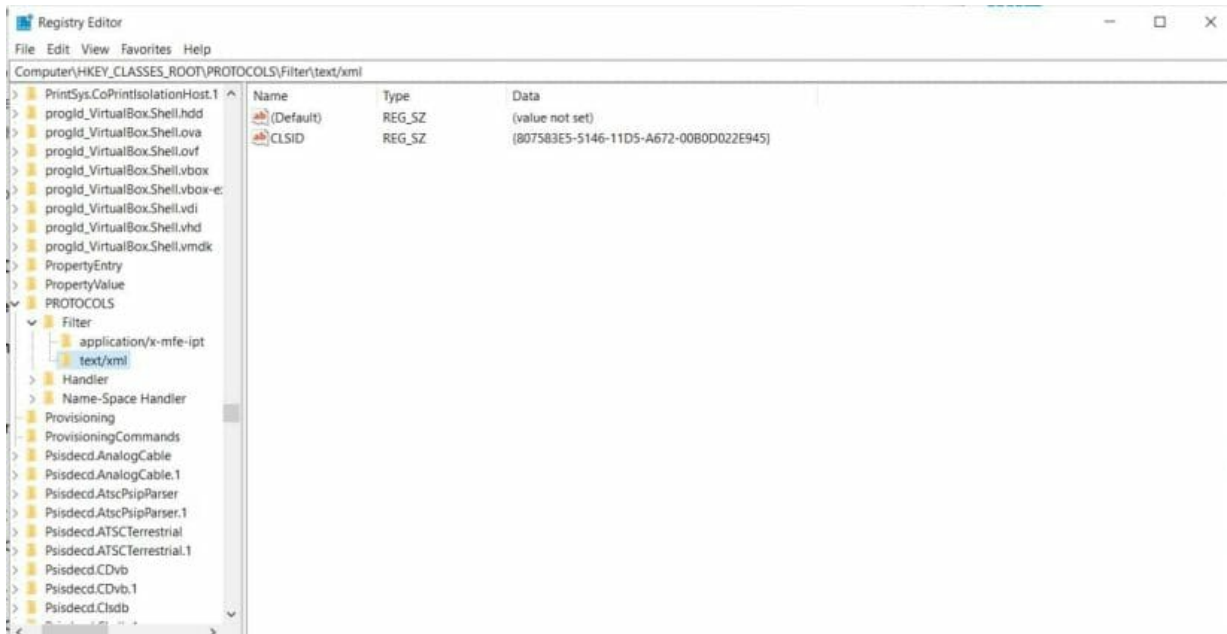 Registry Editor
File Edit View Favorites Help
Computer\HKEY_CLASSES_ROOT\PROTOCOLS\Filter\text/xml
Name Type Data
(Default) REG_SZ (value not set)
CLSID REG_SZ {807583E5-5146-11D5-A672-00B0D022E945}
PrintSys.CoPrintIsolationHost.1
progId_VirtualBox.Shell.hdd
progId_VirtualBox.Shell.ova
progId_VirtualBox.Shell.ovf
progId_VirtualBox.Shell.vbox
progId_VirtualBox.Shell.vbox-e
progId_VirtualBox.Shell.vdi
progId_VirtualBox.Shell.vhd
progId_VirtualBox.Shell.vmdk
PropertyEntry
PropertyValue
PROTOCOLS
Filter
application/x-mfe-ipt
text/xml
Handler
Name-Space Handler
Provisioning
ProvisioningCommands
Psisdecd.AnalogCable
Psisdecd.AnalogCable.1
Psisdecd.AtscPsipParser
Psisdecd.AtscPsipParser.1
Psisdecd.ATSCTerrestrial
Psisdecd.ATSCTerrestrial.1
Psisdecd.CDvb
Psisdecd.CDvb.1
Psisdecd.Clsdb